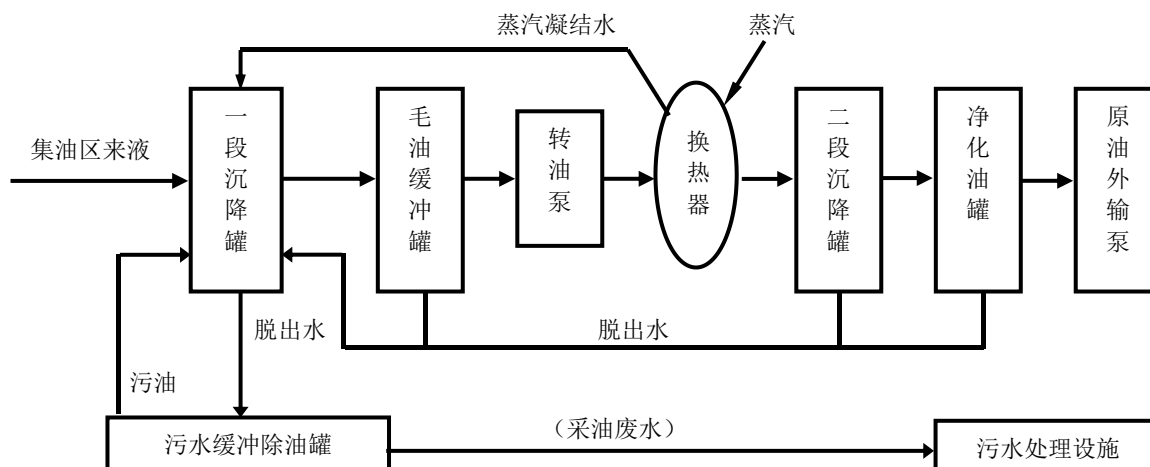 蒸汽凝结水
蒸汽
集油区来液
一段沉降罐
毛油缓冲罐
转油泵
换热器
二段沉降罐
净化油罐
原油外输泵
脱出水
脱出水
污油
污水缓冲除油罐
（采油废水）
污水处理设施